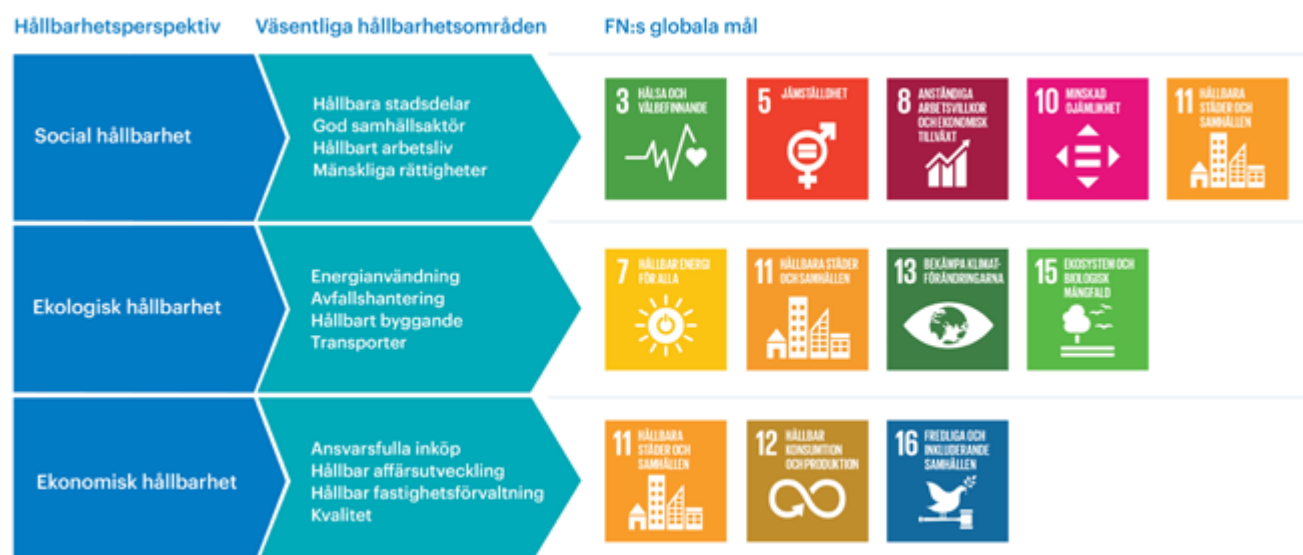 Hållbarhetsperspektiv
Väsentliga hållbarhetsområden
FN:s globala mål
Social hållbarhet
Hållbara stadsdelar
God samhällsaktör
Hållbart arbetsliv
Mänskliga rättigheter
3 HÄLSA OCH
VÄLBEFINNANDE
5 JÄMSTÄLLDHET
8 ANSTÄNDIGA
ARBETSVILLKOR
OCH EKONOMISK
TILLVÄXT
10 MINSKAD
OJÄMLIKHET
11 HÅLLBARA
STÄDER OCH
SAMHÄLLEN
Ekologisk hållbarhet
Energianvändning
Avfallshantering
Hållbart byggande
Transporter
7 HÅLLBAR ENERGI
FÖR ALLA
11 HÅLLBARA STÄDER
OCH SAMHÄLLEN
13 BEKÄMPA KLIMAT-
FÖRÄNDRINGARNA
15 EKOSYSTEM OCH
BIOLOGISK
MÅNGFALD
Ekonomisk hållbarhet
Ansvarsfulla inköp
Hållbar affärsutveckling
Hållbar fastighetsförvaltning
Kvalitet
11 HÅLLBARA
STÄDER OCH
SAMHÄLLEN
12 HÅLLBAR
KONSUMTION
OCH PRODUKTION
16 FREDLIGA OCH
INKLUDERANDE
SAMHÄLLEN